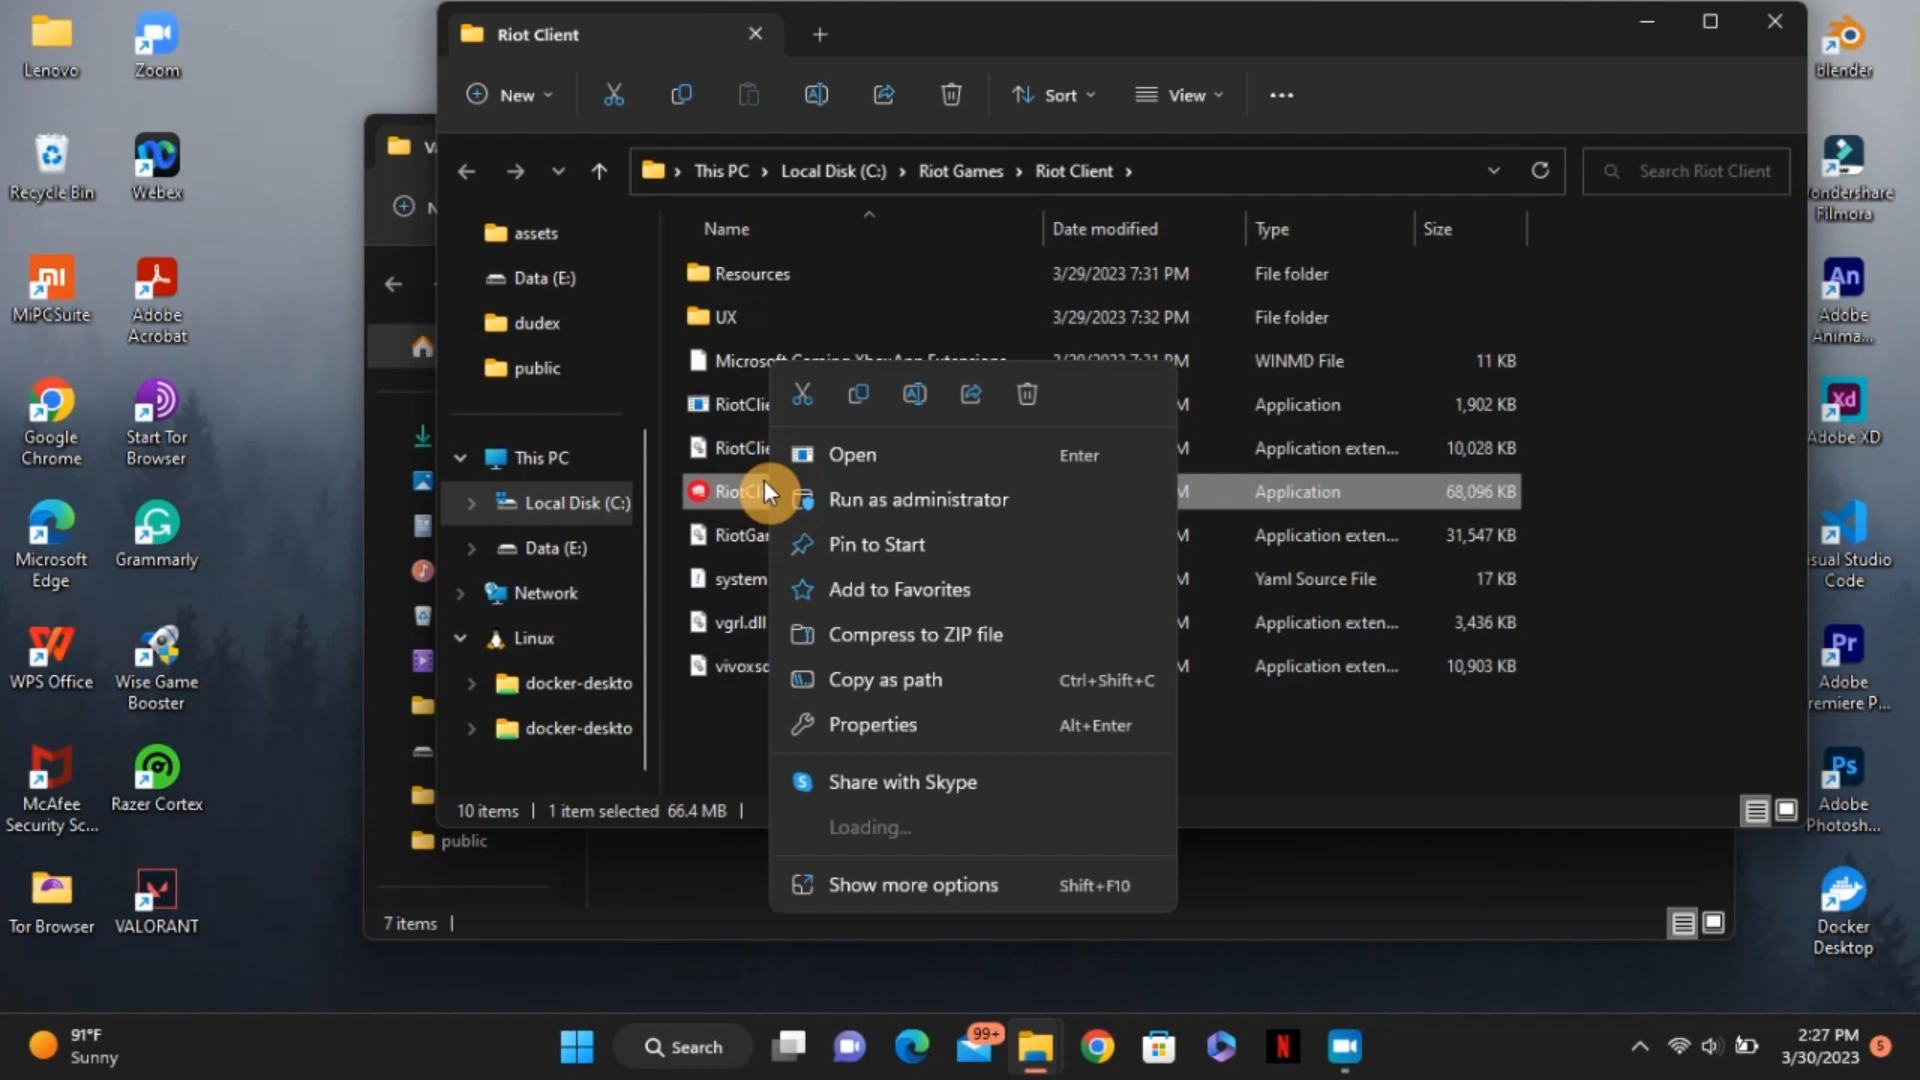 Lenovo
Zoom
Recycle Bin
Webex
MiPCSuite
Adobe
Acrobat
Google
Chrome
Start Tor
Browser
Microsoft
Edge
Grammarly
WPS Office
Wise Game
Booster
McAfee
Security Sc...
Razer Cortex
Tor Browser
VALORANT
Riot Client
New
Sort
View
This PC
Local Disk (C:)
Riot Games
Riot Client
Search Riot Client
assets
Data (E:)
dudex
public
This PC
Local Disk (C:)
Data (E:)
Network
Linux
docker-deskto
docker-deskto
Name Date modified Type Size
Resources 3/29/2023 7:31 PM File folder
UX 3/29/2023 7:32 PM File folder
Microsoft.Gaming.XboxApp.Extensions 3/29/2023 7:31 PM WINMD File 11 KB
RiotClie M Application 1,902 KB
RiotClie M Application exten... 10,028 KB
RiotCl M Application 68,096 KB
RiotGar M Application exten... 31,547 KB
system M Yaml Source File 17 KB
vgrl.dll M Application exten... 3,436 KB
vivoxsd M Application exten... 10,903 KB
Open Enter
Run as administrator
Pin to Start
Add to Favorites
Compress to ZIP file
Copy as path Ctrl+Shift+C
Properties Alt+Enter
Share with Skype
Loading...
Show more options Shift+F10
10 items 1 item selected 66.4 MB
public
7 items
blender
ondershare
Filmora
Adobe
Anima...
Adobe XD
isual Studio
Code
Adobe
remiere P...
Adobe
Photosh...
Docker
Desktop
91°F
Sunny
Search
99+
2:27 PM
3/30/2023
5